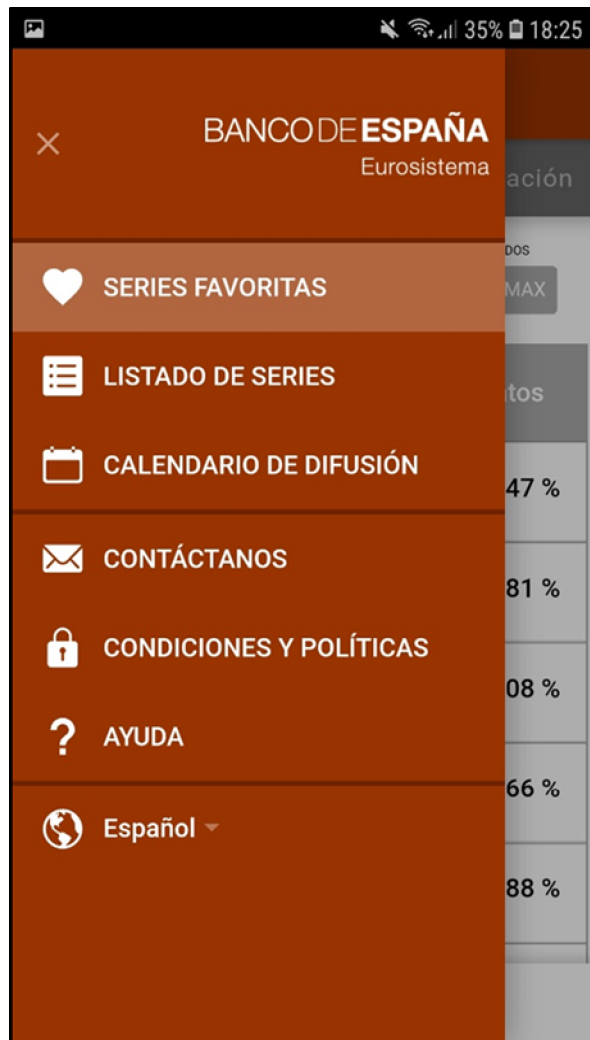 35% 18:25
BANCO DE ESPAÑA
Eurosistema
ación
SERIES FAVORITAS
DOS
MAX
LISTADO DE SERIES
tos
CALENDARIO DE DIFUSIÓN
47 %
CONTÁCTANOS
81 %
CONDICIONES Y POLÍTICAS
08 %
AYUDA
66 %
Español
88 %